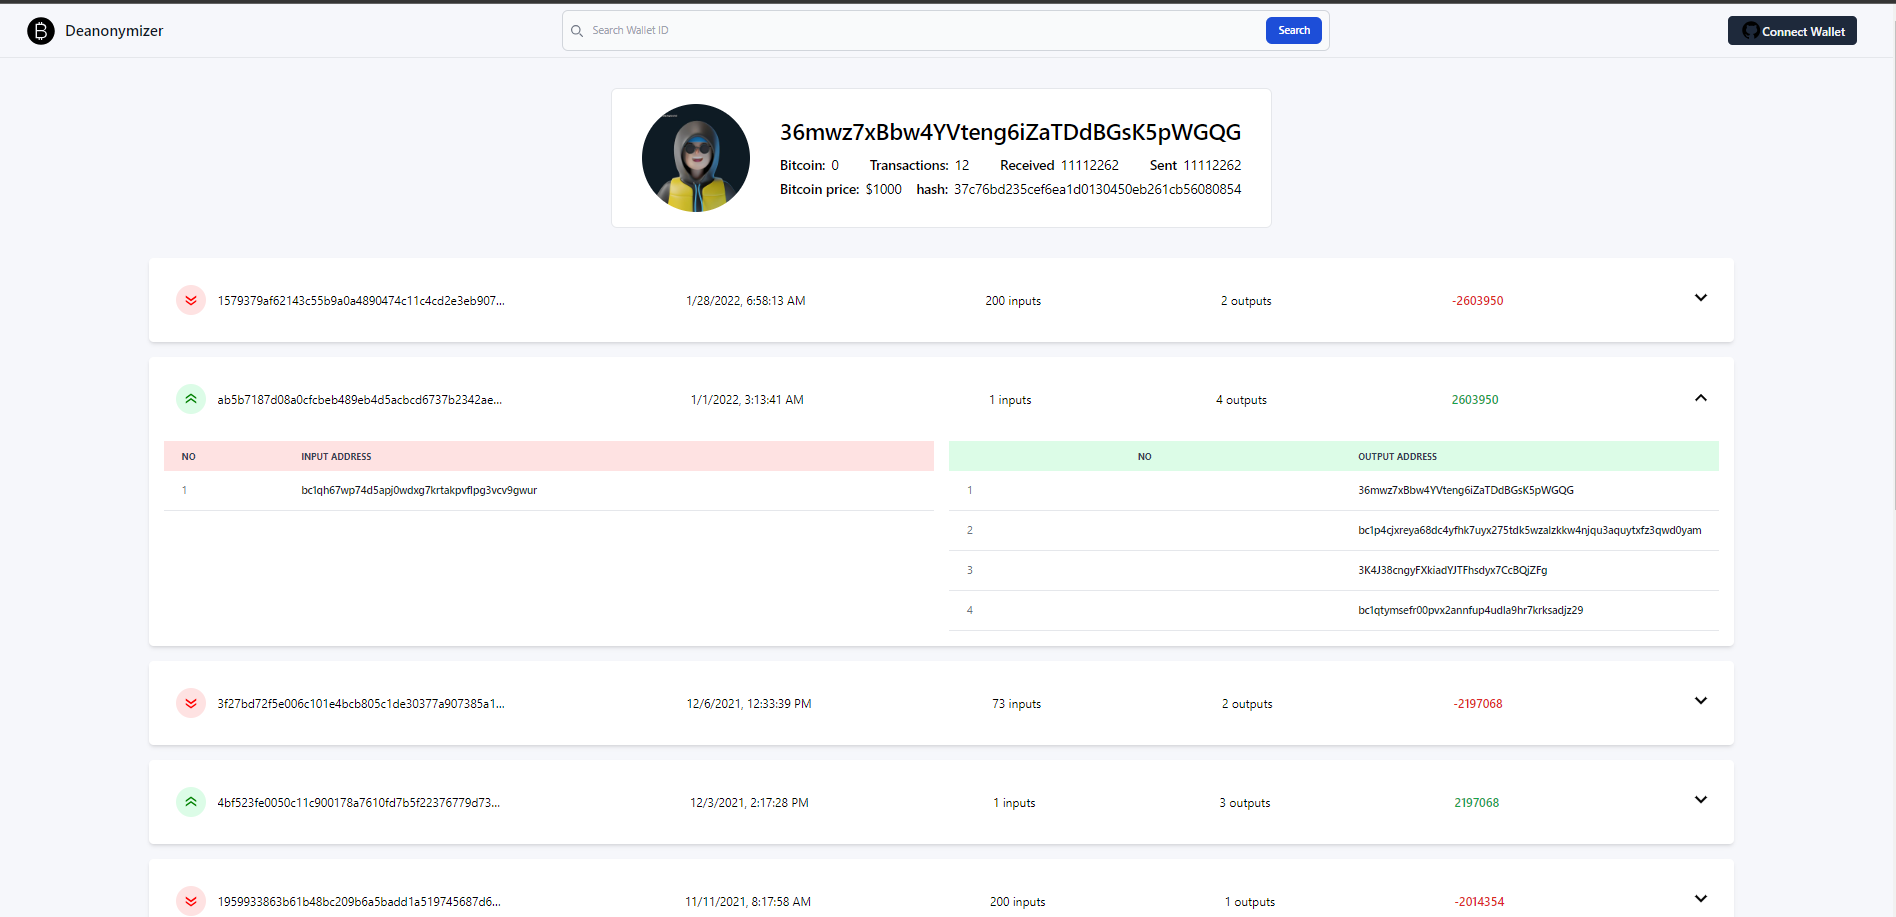 Deanonymizer
Search Wallet ID
Search
Connect Wallet
36mwz7xBbw4YVteng6iZaTDdBGsK5pWGQG
Bitcoin: 0 Transactions: 12 Received 11112262 Sent 11112262
Bitcoin price: $1000 hash: 37c76bd235cef6ea1d0130450eb261cb56080854
1579379af62143c55b9a0a4890474c11c4cd2e3eb907... 1/28/2022, 6:58:13 AM 200 inputs 2 outputs -2603950
ab5b7187d08a0cfcbeb489eb4d5acbcd6737b2342ae... 1/1/2022, 3:13:41 AM 1 inputs 4 outputs 2603950
NO INPUT ADDRESS
1 bc1qh67wp74d5apj0wdxg7krtakpvflpg3vcv9gwur
NO OUTPUT ADDRESS
1 36mwz7xBbw4YVteng6iZaTDdBGsK5pWGQG
2 bc1p4cjxreya68dc4yfhk7uyx275tdk5wzalzkkw4njqu3aquytxfz3qwd0yam
3 3K4J38cngyFXkiadYJTFhsdyx7CcBQjZFg
4 bc1qtymsefr00pvx2annfup4udla9hr7krksadjz29
3f27bd72f5e006c101e4bcb805c1de30377a907385a1... 12/6/2021, 12:33:39 PM 73 inputs 2 outputs -2197068
4bf523fe0050c11c900178a7610fd7b5f22376779d73... 12/3/2021, 2:17:28 PM 1 inputs 3 outputs 2197068
1959933863b61b48bc209b6a5badd1a519745687d6... 11/11/2021, 8:17:58 AM 200 inputs 1 outputs -2014354